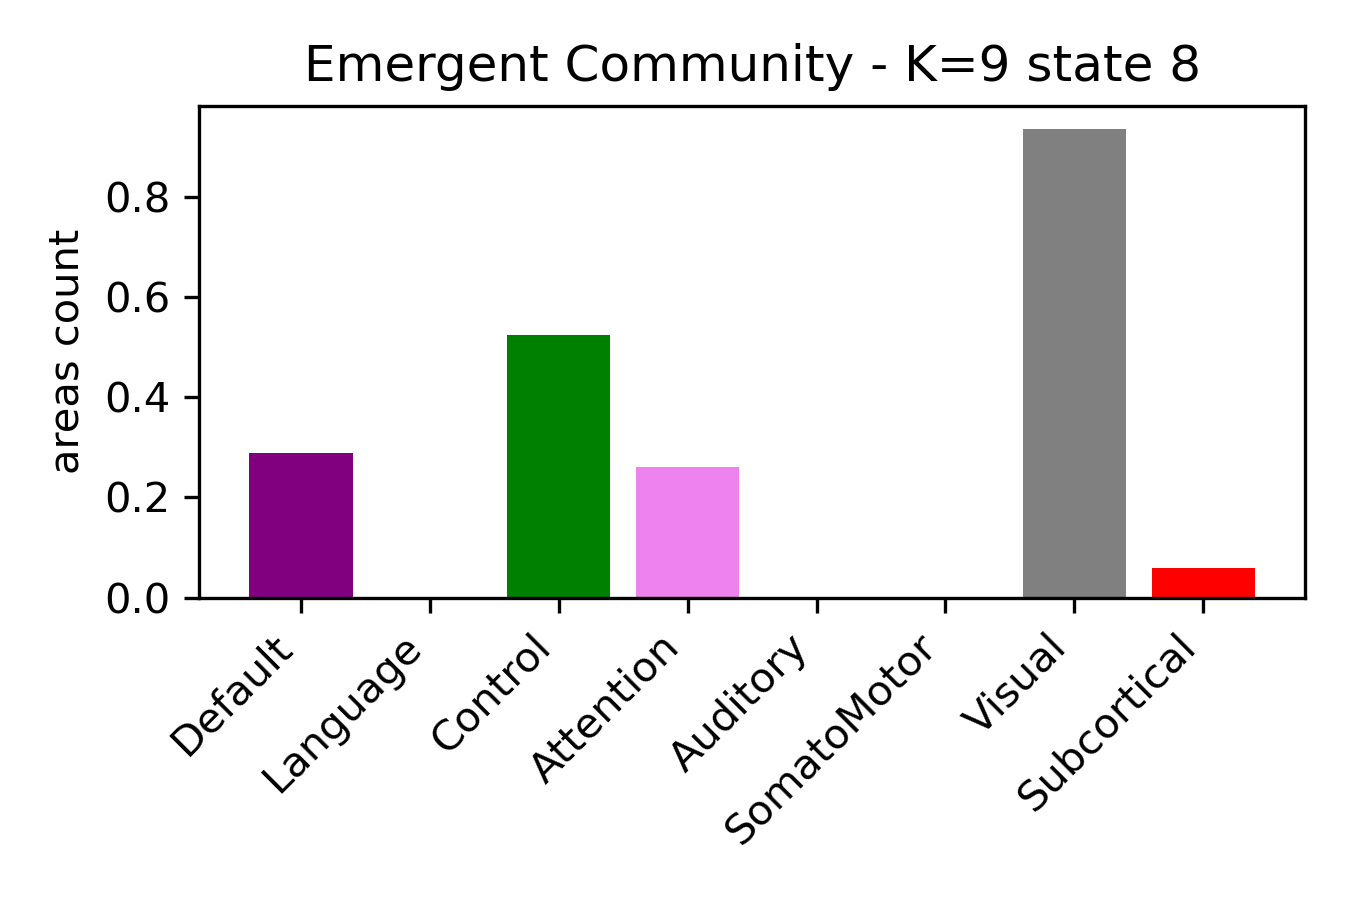 Emergent Community - K=9 state 8
areas count
0.8
0.6
0.4
0.2
0.0
Default
Language
Control
Attention
Auditory
SomatoMotor
Visual
Subcortical